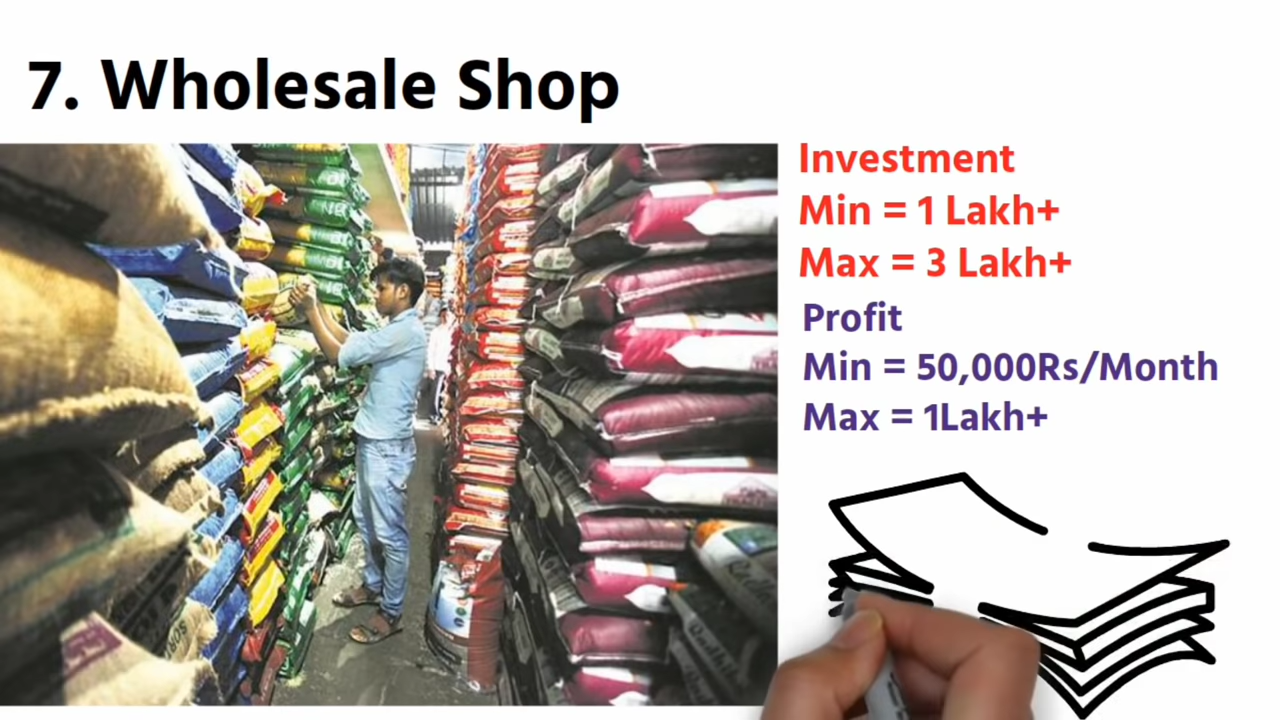 7. Wholesale Shop
Investment
Min = 1 Lakh+
Max = 3 Lakh+
Profit
Min = 50,000Rs/Month
Max = 1Lakh+